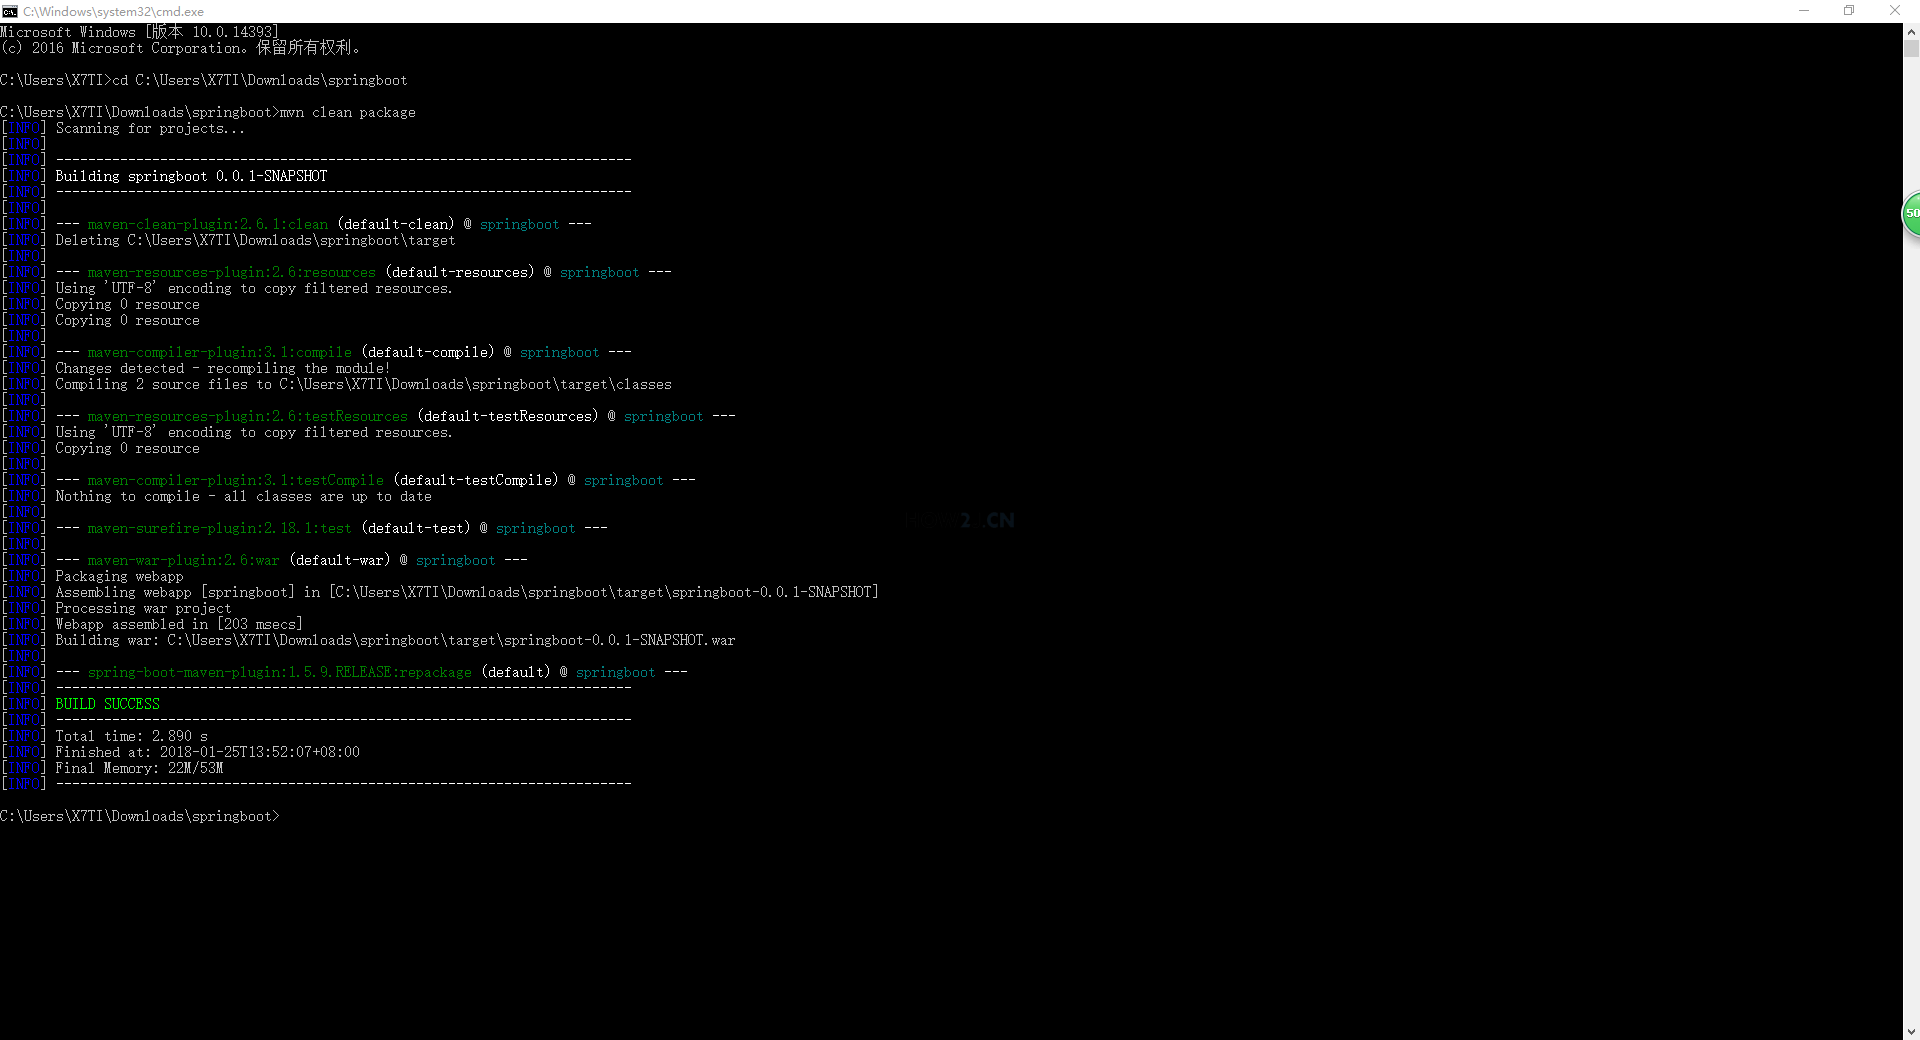 C:\Windows\system32\cmd.exe
Microsoft Windows [版本 10.0.14393]
(c) 2016 Microsoft Corporation。保留所有权利。
C:\Users\X7TI>cd C:\Users\X7TI\Downloads\springboot
C:\Users\X7TI\Downloads\springboot>mvn clean package
[INFO] Scanning for projects...
[INFO]
[INFO] ------------------------------------------------------------------------
[INFO] Building springboot 0.0.1-SNAPSHOT
[INFO] ------------------------------------------------------------------------
[INFO]
[INFO] --- maven-clean-plugin:2.6.1:clean (default-clean) @ springboot ---
[INFO] Deleting C:\Users\X7TI\Downloads\springboot\target
[INFO]
[INFO] --- maven-resources-plugin:2.6:resources (default-resources) @ springboot ---
[INFO] Using 'UTF-8' encoding to copy filtered resources.
[INFO] Copying 0 resource
[INFO] Copying 0 resource
[INFO]
[INFO] --- maven-compiler-plugin:3.1:compile (default-compile) @ springboot ---
[INFO] Changes detected - recompiling the module!
[INFO] Compiling 2 source files to C:\Users\X7TI\Downloads\springboot\target\classes
[INFO]
[INFO] --- maven-resources-plugin:2.6:testResources (default-testResources) @ springboot ---
[INFO] Using 'UTF-8' encoding to copy filtered resources.
[INFO] Copying 0 resource
[INFO]
[INFO] --- maven-compiler-plugin:3.1:testCompile (default-testCompile) @ springboot ---
[INFO] Nothing to compile - all classes are up to date
[INFO]
[INFO] --- maven-surefire-plugin:2.18.1:test (default-test) @ springboot ---
[INFO]
[INFO] --- maven-war-plugin:2.6:war (default-war) @ springboot ---
[INFO] Packaging webapp
[INFO] Assembling webapp [springboot] in [C:\Users\X7TI\Downloads\springboot\target\springboot-0.0.1-SNAPSHOT]
[INFO] Processing war project
[INFO] Webapp assembled in [203 msecs]
[INFO] Building war: C:\Users\X7TI\Downloads\springboot\target\springboot-0.0.1-SNAPSHOT.war
[INFO]
[INFO] --- spring-boot-maven-plugin:1.5.9.RELEASE:repackage (default) @ springboot ---
[INFO] ------------------------------------------------------------------------
[INFO] BUILD SUCCESS
[INFO] ------------------------------------------------------------------------
[INFO] Total time: 2.890 s
[INFO] Finished at: 2018-01-25T13:52:07+08:00
[INFO] Final Memory: 22M/53M
[INFO] ------------------------------------------------------------------------
C:\Users\X7TI\Downloads\springboot>